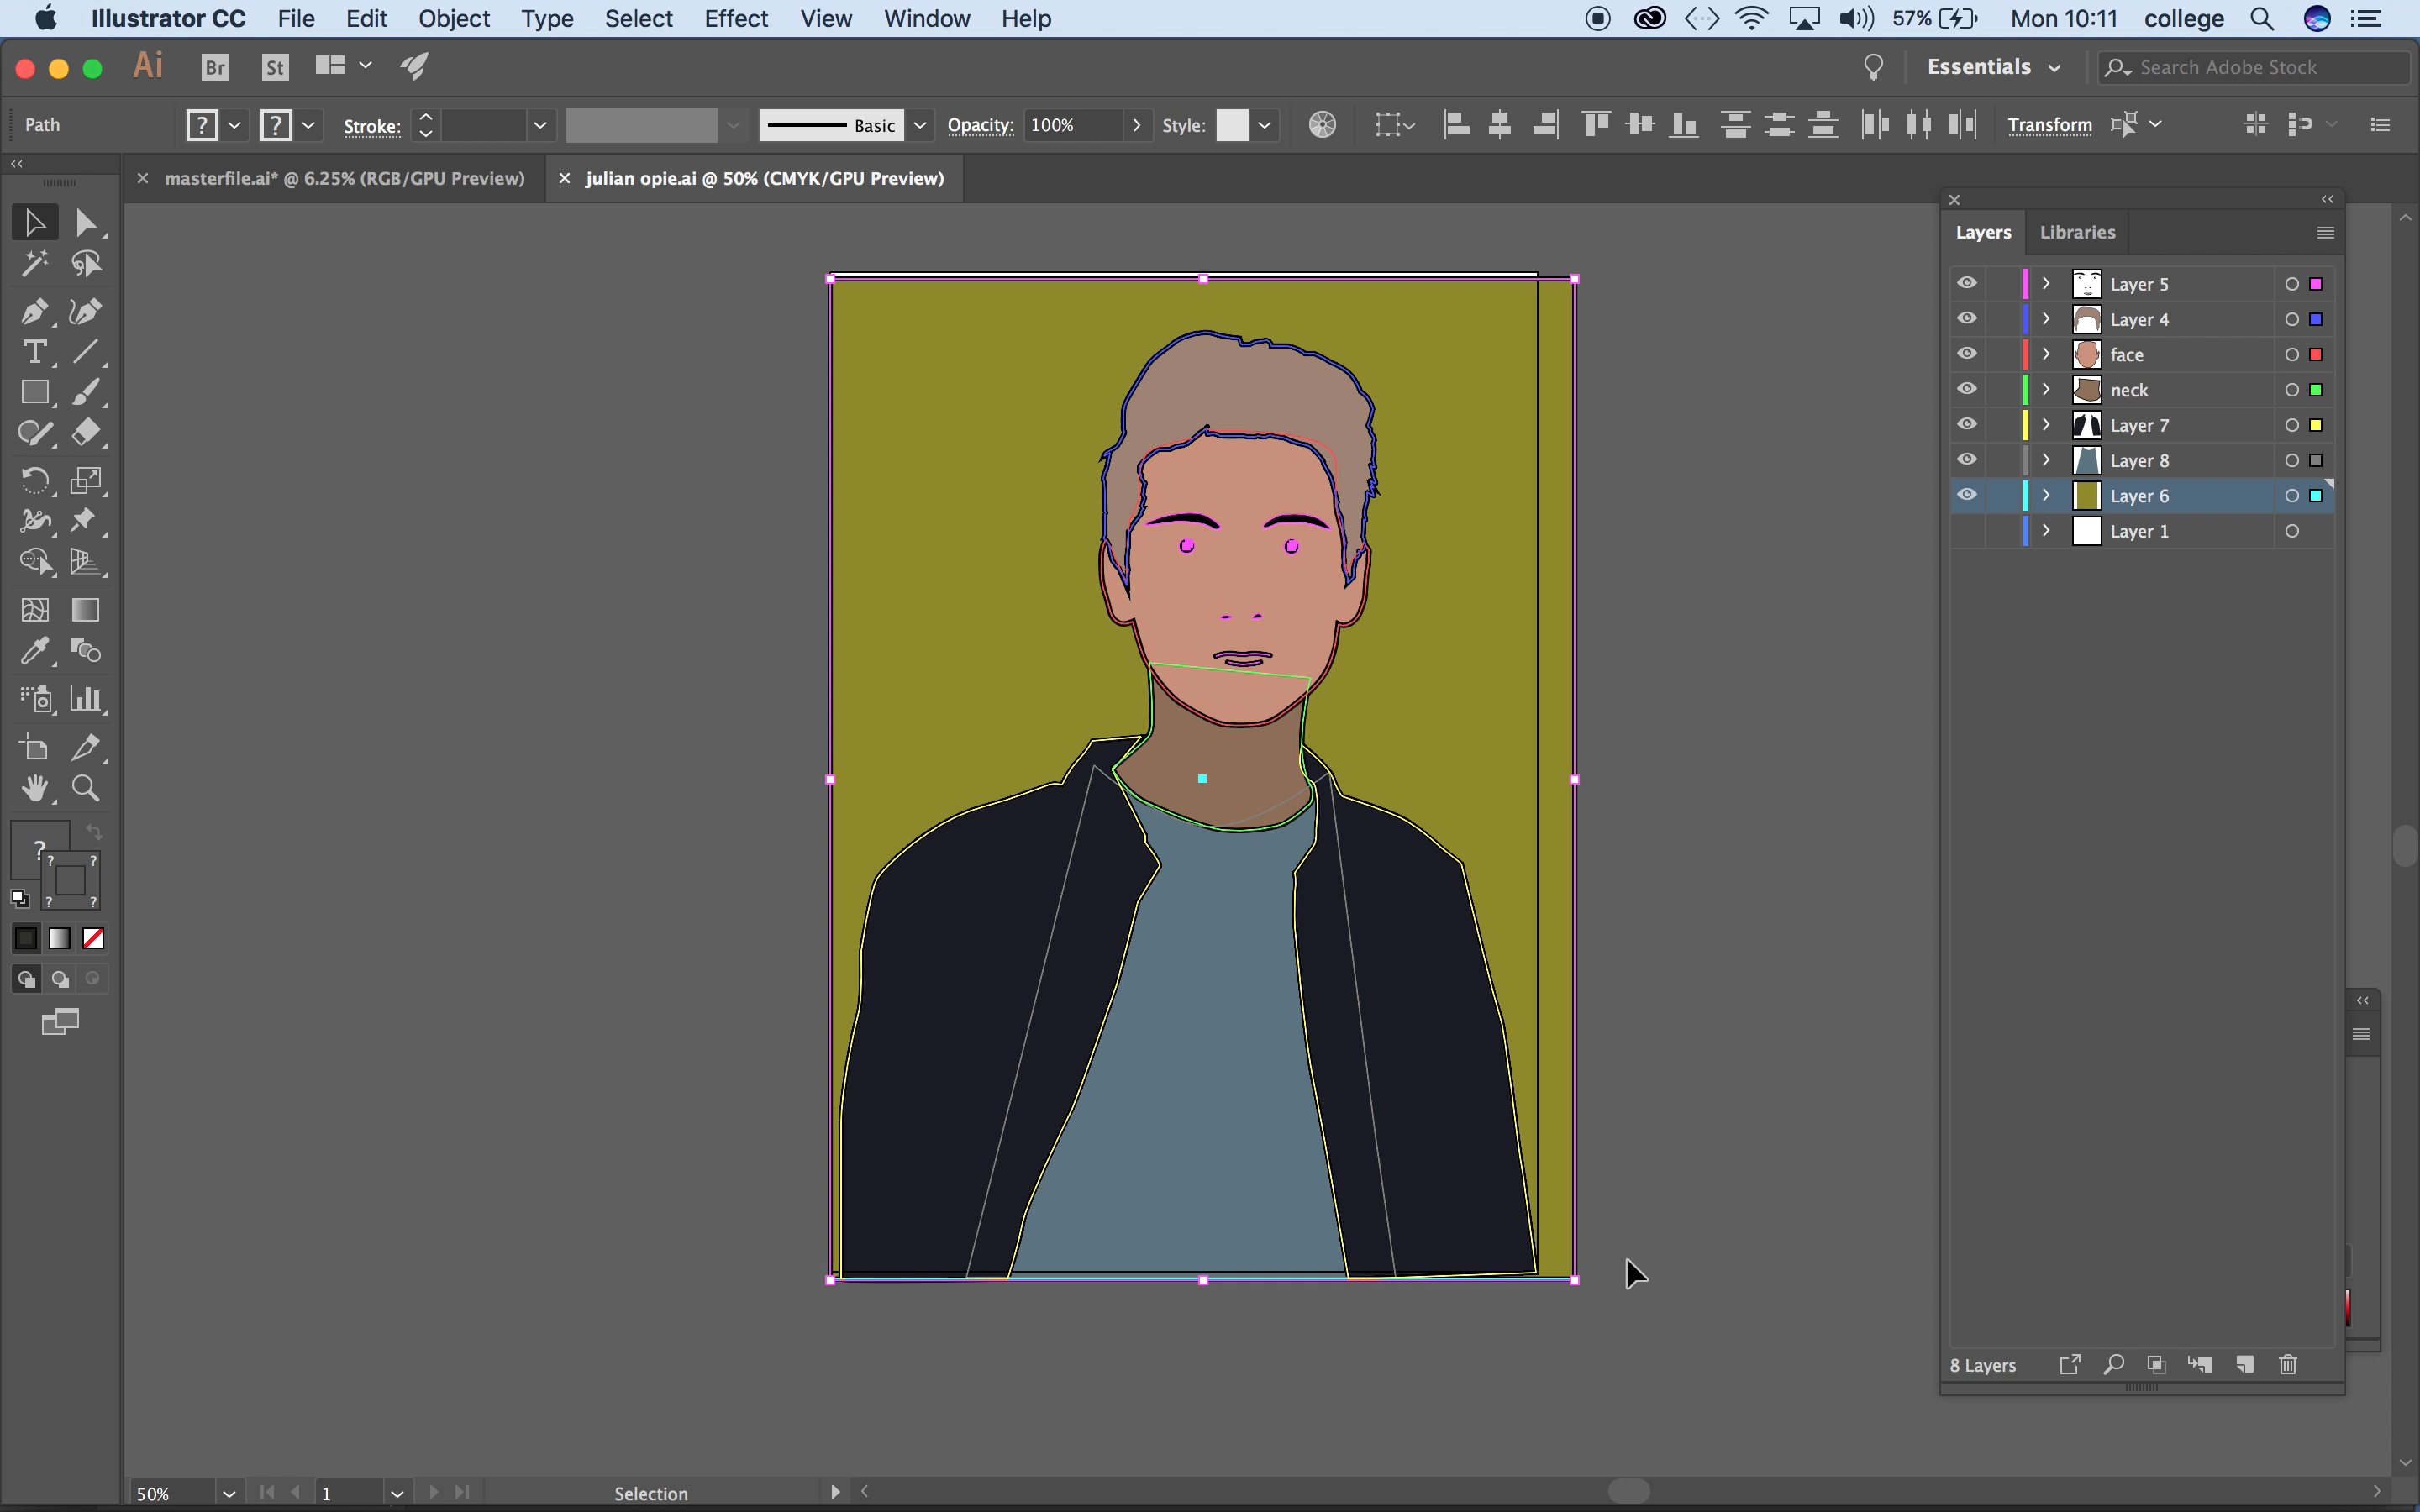 Illustrator CC File Edit Object Type Select Effect View Window Help 57% Mon 10:11 college
Ai Br St Essentials Search Adobe Stock
Path ? ? Stroke: Basic Opacity: 100% Style: Transform
masterfile.ai* @ 6.25% (RGB/GPU Preview) julian opie.ai @ 50% (CMYK/GPU Preview)
Layers Libraries
Layer 5
Layer 4
face
neck
Layer 7
Layer 8
Layer 6
Layer 1
T
?
? ?
? ?
8 Layers
50% 1 Selection